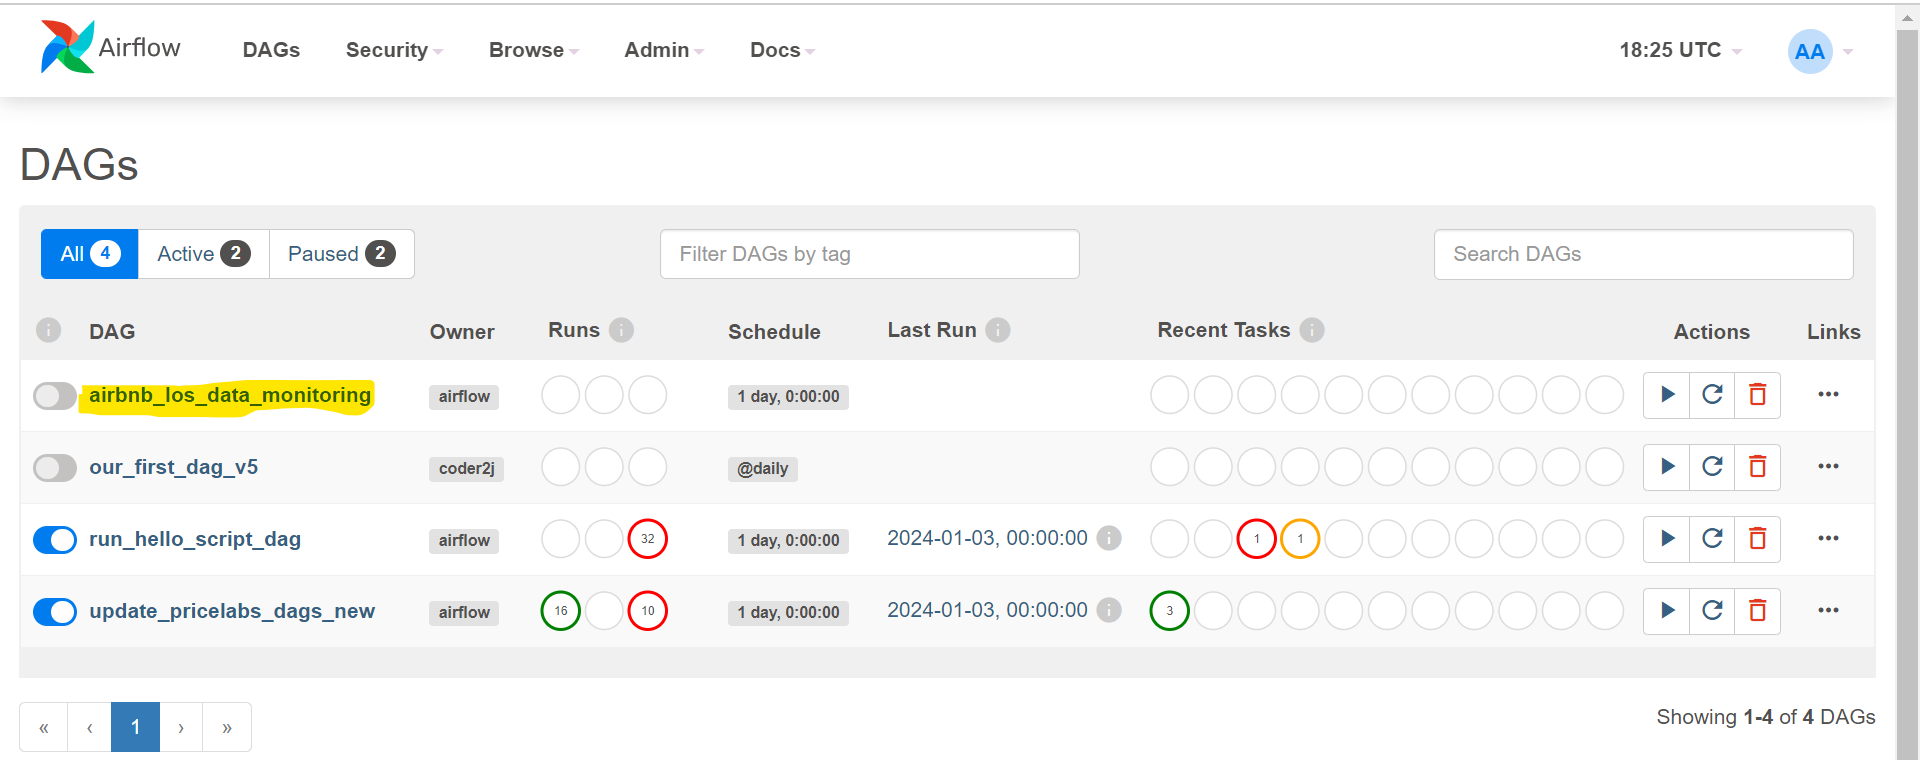 Airflow DAGs Security Browse Admin Docs 18:25 UTC AA
DAGs
All 4 Active 2 Paused 2 Filter DAGs by tag Search DAGs
i DAG Owner Runs i Schedule Last Run i Recent Tasks i Actions Links
airbnb_los_data_monitoring airflow 1 day, 0:00:00
our_first_dag_v5 coder2j @daily
run_hello_script_dag airflow 32 1 day, 0:00:00 2024-01-03, 00:00:00 i 1 1
update_pricelabs_dags_new airflow 16 10 1 day, 0:00:00 2024-01-03, 00:00:00 i 3
« ‹ 1 › » Showing 1-4 of 4 DAGs